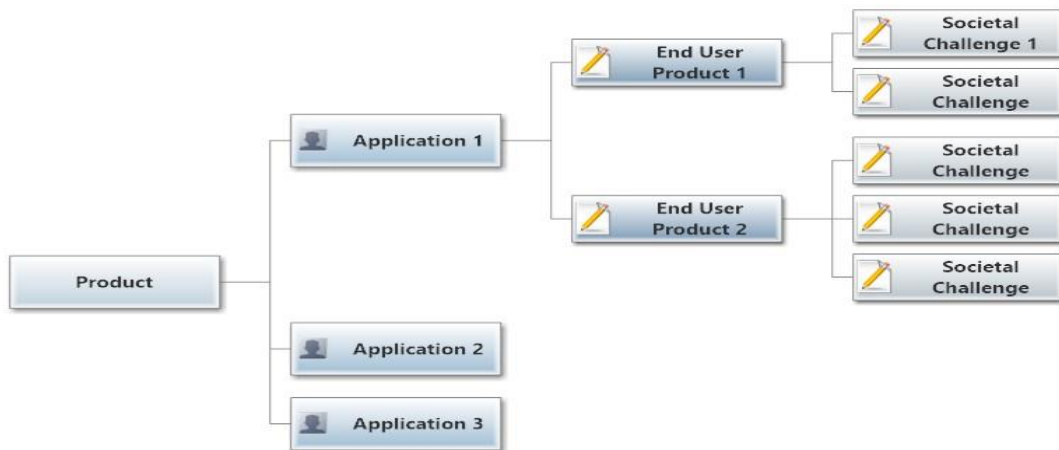 Societal
Challenge 1
End User
Product 1
Societal
Challenge
Application 1
Societal
Challenge
End User
Product 2
Societal
Challenge
Societal
Challenge
Product
Application 2
Application 3